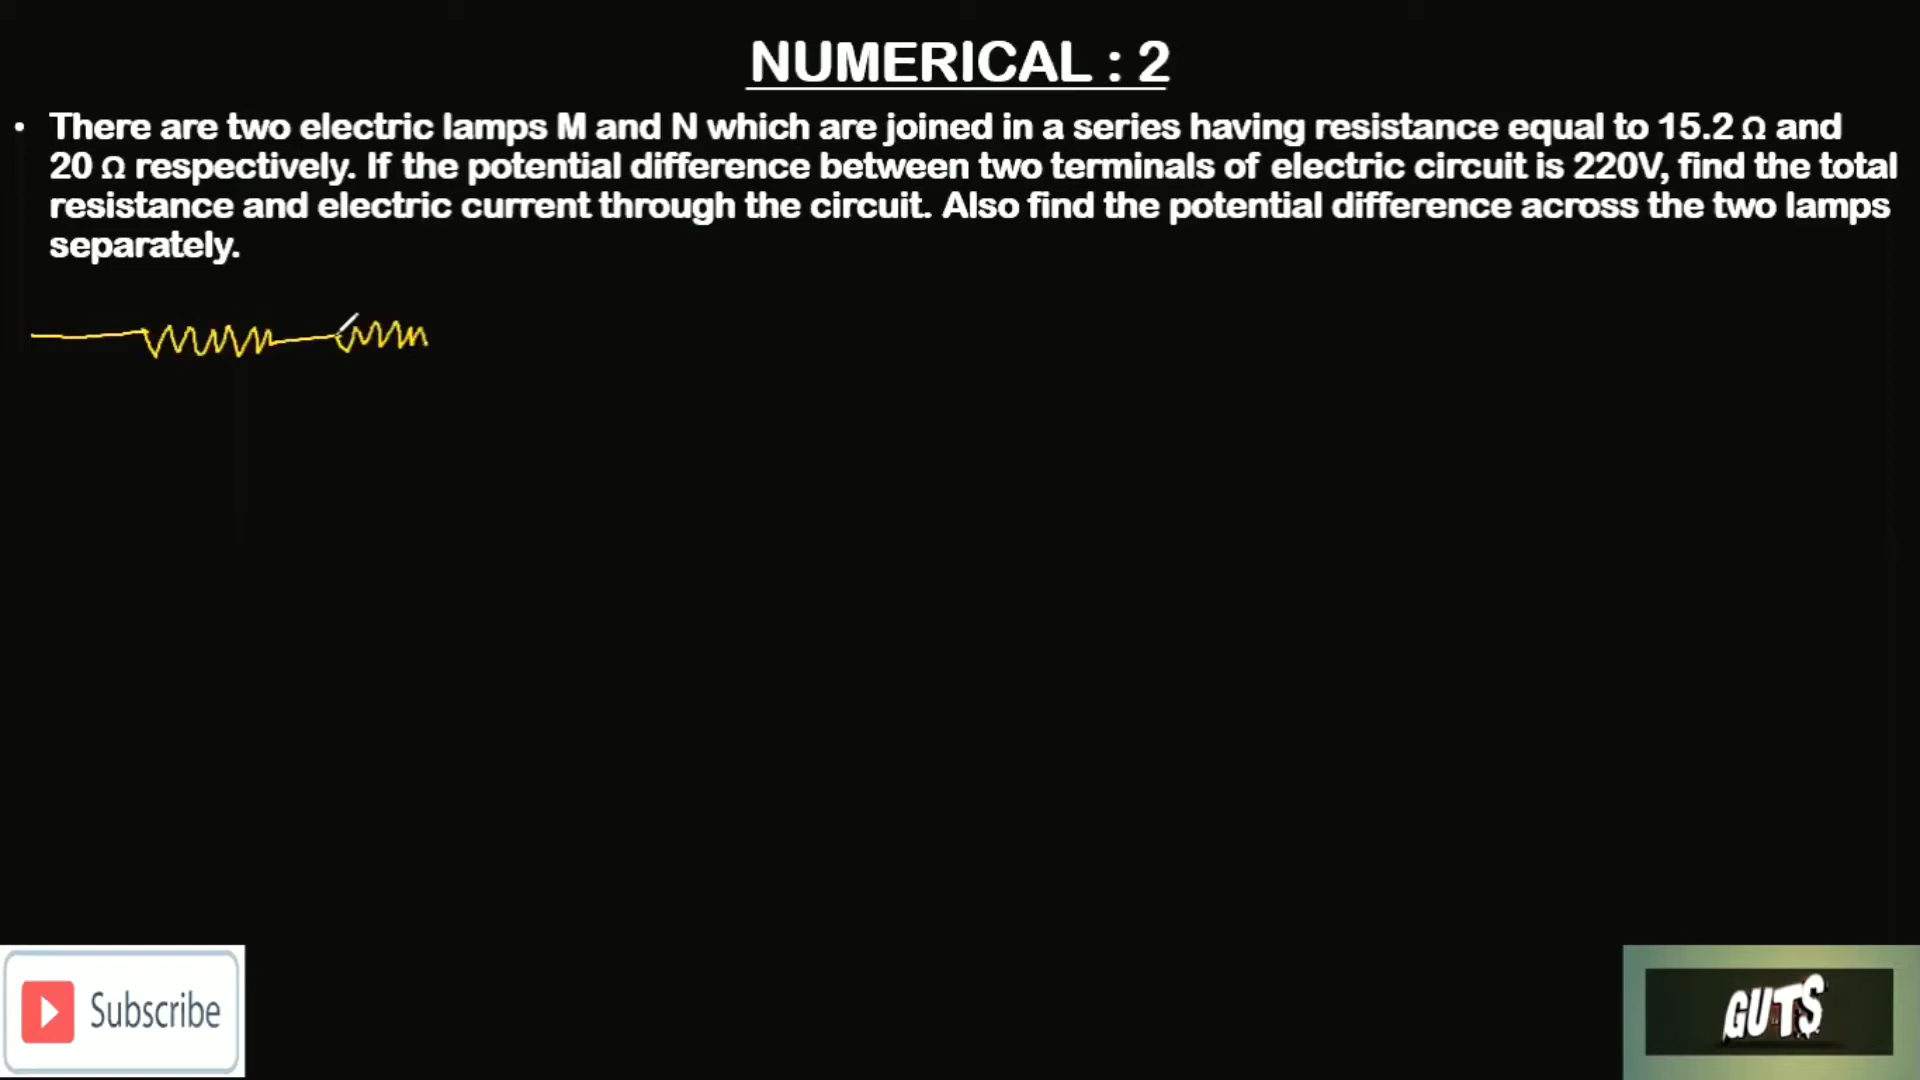 NUMERICAL : 2
• There are two electric lamps M and N which are joined in a series having resistance equal to 15.2 Ω and
20 Ω respectively. If the potential difference between two terminals of electric circuit is 220V, find the total
resistance and electric current through the circuit. Also find the potential difference across the two lamps
separately.
Subscribe
GUTS